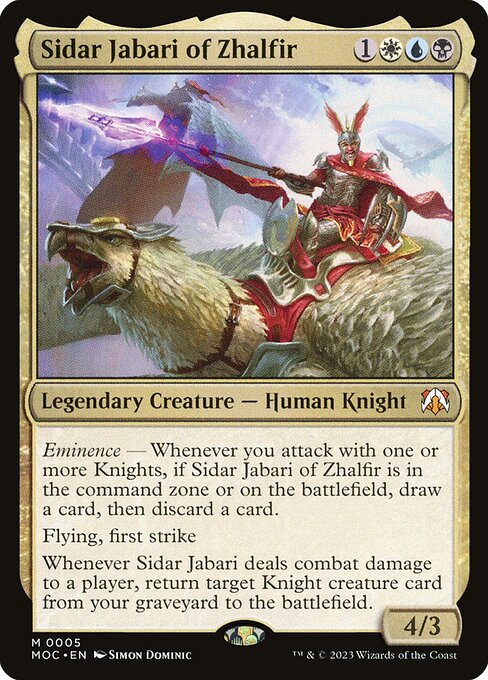 Sidar Jabari of Zhalfir 1
Legendary Creature — Human Knight
Eminence — Whenever you attack with one or
more Knights, if Sidar Jabari of Zhalfir is in
the command zone or on the battlefield, draw
a card, then discard a card.
Flying, first strike
Whenever Sidar Jabari deals combat damage
to a player, return target Knight creature card
from your graveyard to the battlefield.
4/3
M 0005
MOC • EN Simon Dominic ™ & © 2023 Wizards of the Coast